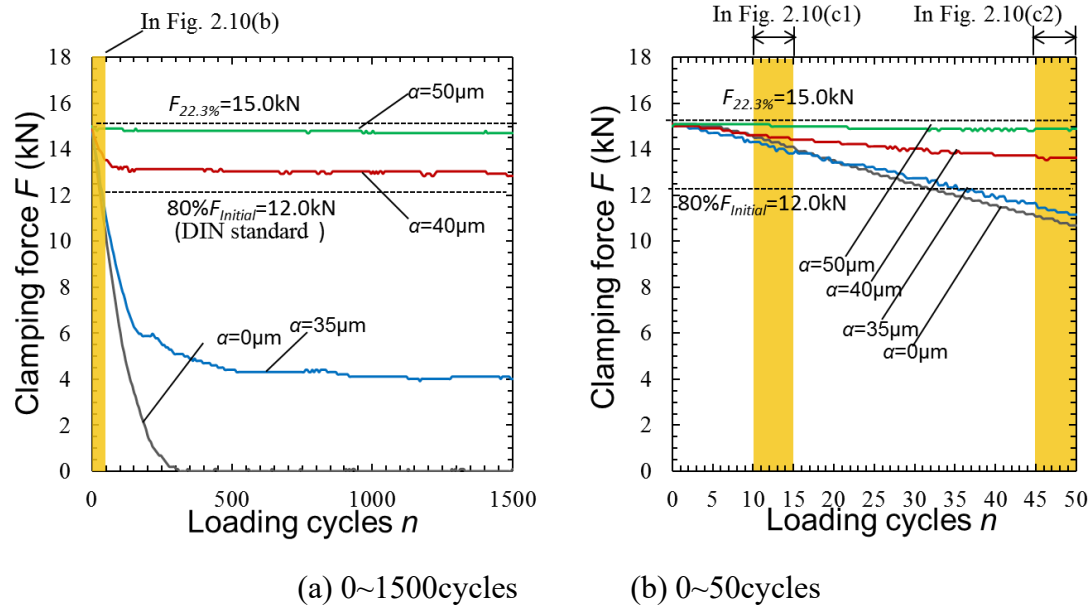 In Fig. 2.10(b)
18
16
14
12
10
8
6
4
2
0
Clamping force F (kN)
F22.3%=15.0kN
α=50μm
80%FInitial=12.0kN
(DIN standard )
α=40μm
α=0μm
α=35μm
0
500
1000
1500
Loading cycles n
(a) 0~1500cycles
In Fig. 2.10(c1)
In Fig. 2.10(c2)
18
16
14
12
10
8
6
4
2
0
Clamping force F (kN)
F22.3%=15.0kN
80%FInitial=12.0kN
α=50μm
α=40μm
α=35μm
α=0μm
0
5
10
15
20
25
30
35
40
45
50
Loading cycles n
(b) 0~50cycles